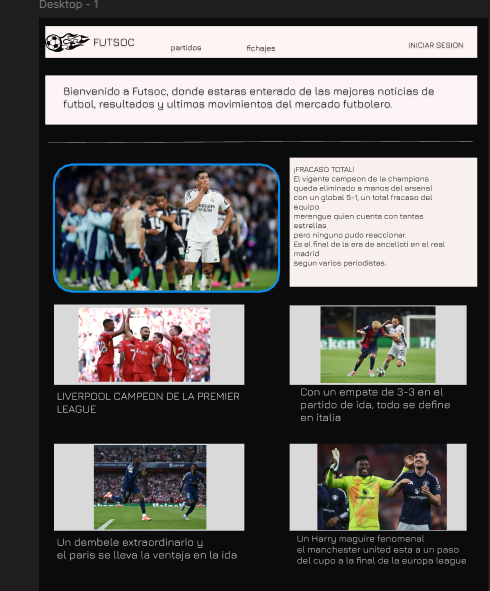 Desktop - 1
FUTSOC
partidos
fichajes
INICIAR SESION
Bienvenido a Futsoc, donde estaras enterado de las mejores noticias de
futbol, resultados y ultimos movimientos del mercado futbolero.
¡FRACASO TOTAL!
El vigente campeon de la champions
queda eliminado a manos del arsenal
con un global 5-1, un total fracaso del
equipo
merengue quien cuenta con tantas
estrellas
pero ninguno pudo reaccionar.
Es el final de la era de ancelloti en el real
madrid
segun varios periodistas.
LIVERPOOL CAMPEON DE LA PREMIER
LEAGUE
Con un empate de 3-3 en el
partido de ida, todo se define
en italia
Un dembele extraordinario y
el paris se lleva la ventaja en la ida
Un Harry maguire fenomenal
el manchester united esta a un paso
del cupo a la final de la europa league